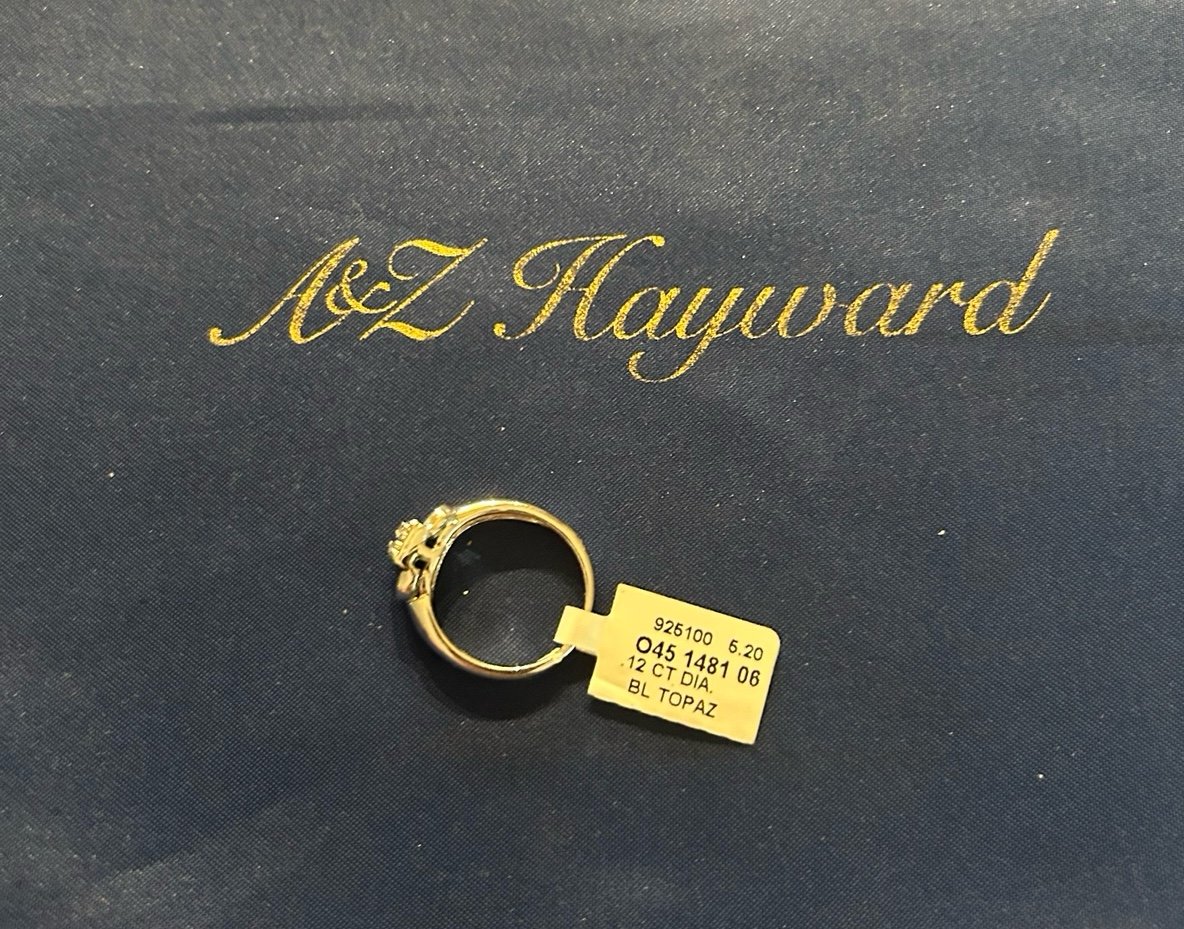 A&Z Hayward
925100 5.20
O45 1481 06
.12 CT DIA.
BL TOPAZ